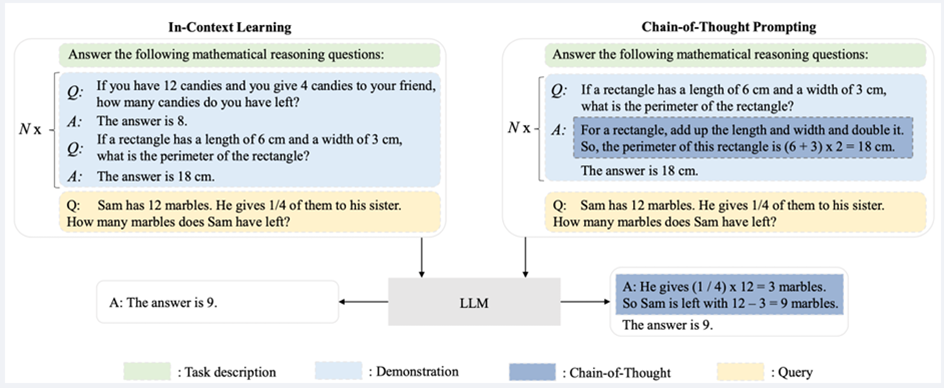 In-Context Learning
Answer the following mathematical reasoning questions:
N x
Q: If you have 12 candies and you give 4 candies to your friend,
how many candies do you have left?
A: The answer is 8.
Q: If a rectangle has a length of 6 cm and a width of 3 cm,
what is the perimeter of the rectangle?
A: The answer is 18 cm.
Q: Sam has 12 marbles. He gives 1/4 of them to his sister.
How many marbles does Sam have left?
Chain-of-Thought Prompting
Answer the following mathematical reasoning questions:
N x
Q: If a rectangle has a length of 6 cm and a width of 3 cm,
what is the perimeter of the rectangle?
A: For a rectangle, add up the length and width and double it.
So, the perimeter of this rectangle is (6 + 3) x 2 = 18 cm.
The answer is 18 cm.
Q: Sam has 12 marbles. He gives 1/4 of them to his sister.
How many marbles does Sam have left?
A: The answer is 9.
LLM
A: He gives (1 / 4) x 12 = 3 marbles.
So Sam is left with 12 – 3 = 9 marbles.
The answer is 9.
: Task description
: Demonstration
: Chain-of-Thought
: Query